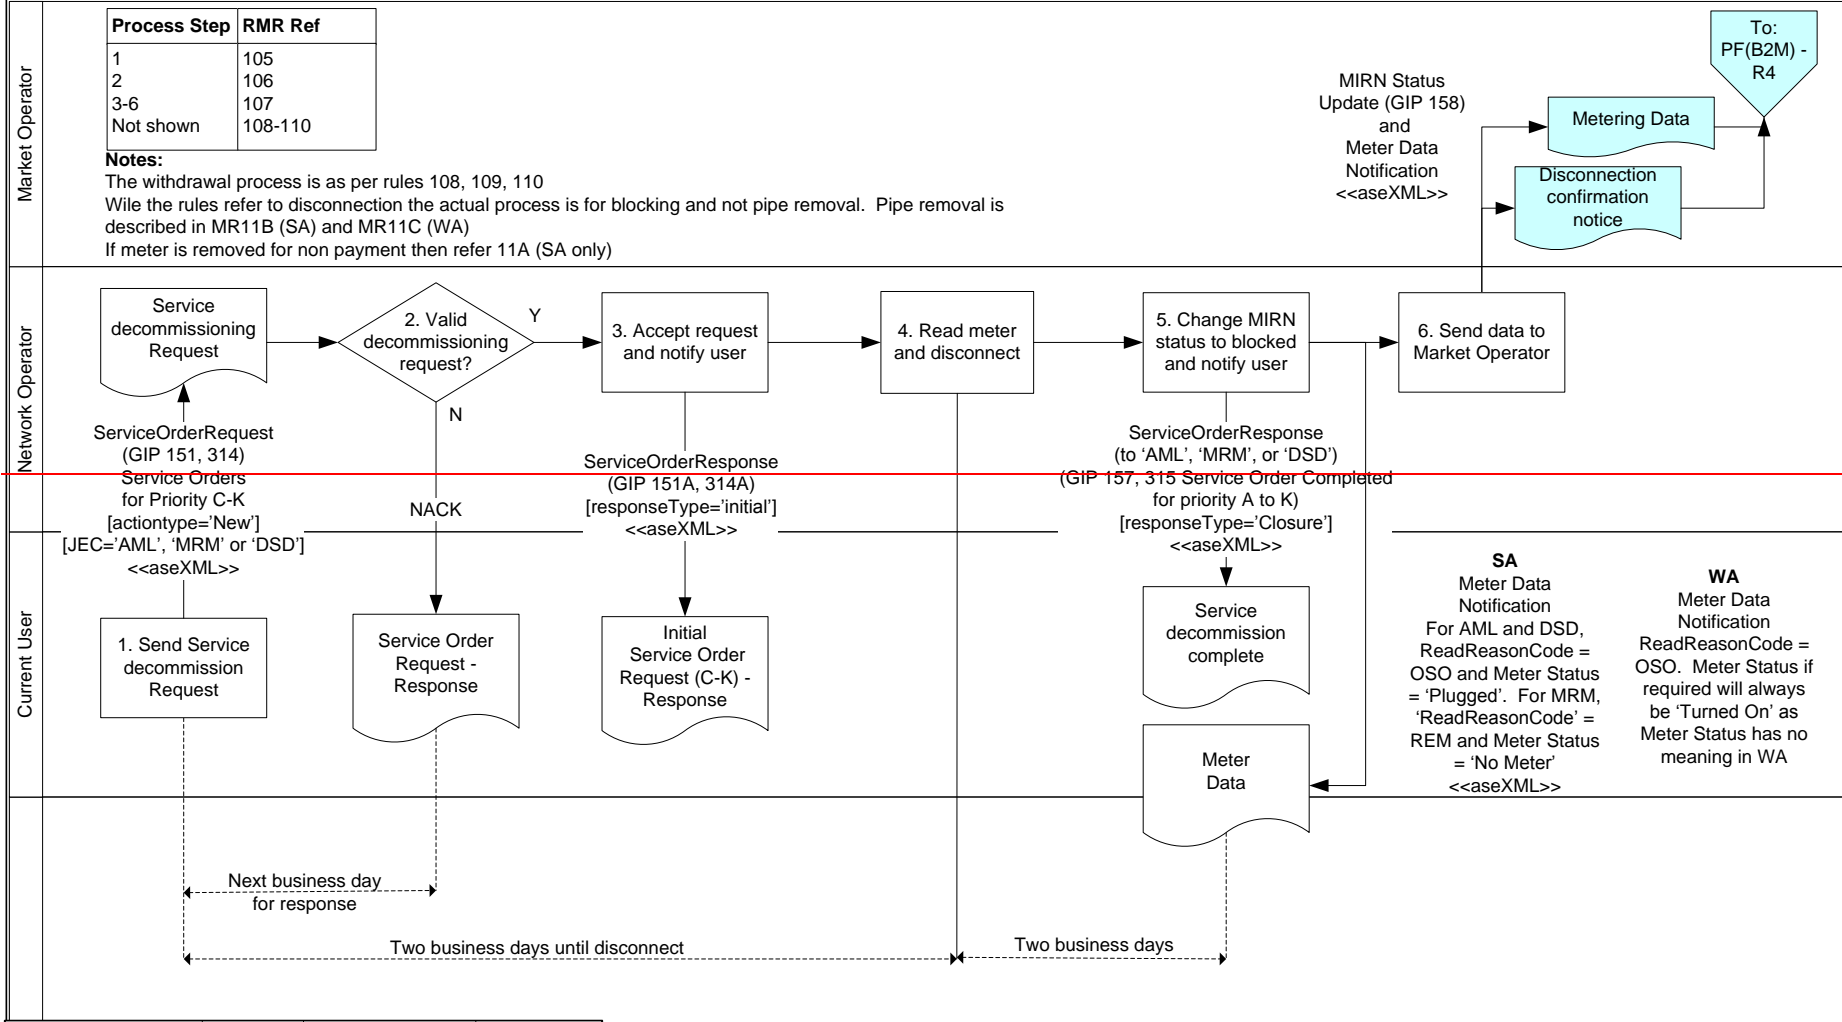 Process Step RMR Ref
1 105
2 106
3-6 107
Not shown 108-110
Notes:
The withdrawal process is as per rules 108, 109, 110
Wile the rules refer to disconnection the actual process is for blocking and not pipe removal. Pipe removal is
described in MR11B (SA) and MR11C (WA)
If meter is removed for non payment then refer 11A (SA only)
Market Operator
MIRN Status
Update (GIP 158)
and
Meter Data
Notification
<<aseXML>>
To:
PF(B2M) -
R4
Metering Data
Disconnection
confirmation
notice
Network Operator
Service
decommissioning
Request
2. Valid
decommissioning
request?
Y
N
3. Accept request
and notify user
4. Read meter
and disconnect
5. Change MIRN
status to blocked
and notify user
6. Send data to
Market Operator
ServiceOrderRequest
(GIP 151, 314)
Service Orders
for Priority C-K
[actiontype=’New’]
[JEC=’AML’, ‘MRM’ or ‘DSD’]
<<aseXML>>
NACK
ServiceOrderResponse
(GIP 151A, 314A)
[responseType=’initial’]
<<aseXML>>
ServiceOrderResponse
(to ‘AML’, ‘MRM’, or ‘DSD’)
(GIP 157, 315 Service Order Completed
for priority A to K)
[responseType=’Closure’]
<<aseXML>>
Current User
1. Send Service
decommission
Request
Service Order
Request -
Response
Initial
Service Order
Request (C-K) -
Response
Service
decommission
complete
Meter
Data
SA
Meter Data
Notification
For AML and DSD,
ReadReasonCode =
OSO and Meter Status
= ‘Plugged’. For MRM,
‘ReadReasonCode’ =
REM and Meter Status
= ‘No Meter’
<<aseXML>>
WA
Meter Data
Notification
ReadReasonCode =
OSO. Meter Status if
required will always
be ‘Turned On’ as
Meter Status has no
meaning in WA
Next business day
for response
Two business days until disconnect
Two business days